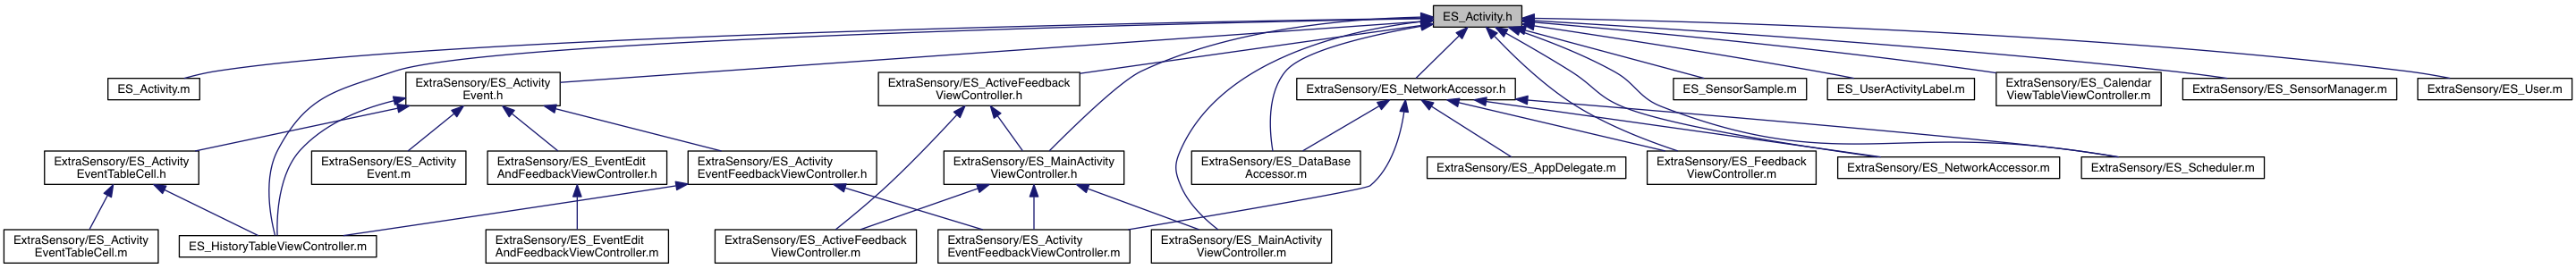 ES_Activity.h
ES_Activity.m
ExtraSensory/ES_Activity
Event.h
ExtraSensory/ES_ActiveFeedback
ViewController.h
ExtraSensory/ES_NetworkAccessor.h
ES_SensorSample.m
ES_UserActivityLabel.m
ExtraSensory/ES_Calendar
ViewTableViewController.m
ExtraSensory/ES_SensorManager.m
ExtraSensory/ES_User.m
ExtraSensory/ES_Activity
EventTableCell.h
ExtraSensory/ES_Activity
Event.m
ExtraSensory/ES_EventEdit
AndFeedbackViewController.h
ExtraSensory/ES_Activity
EventFeedbackViewController.h
ExtraSensory/ES_MainActivity
ViewController.h
ExtraSensory/ES_DataBase
Accessor.m
ExtraSensory/ES_AppDelegate.m
ExtraSensory/ES_Feedback
ViewController.m
ExtraSensory/ES_NetworkAccessor.m
ExtraSensory/ES_Scheduler.m
ExtraSensory/ES_Activity
EventTableCell.m
ES_HistoryTableViewController.m
ExtraSensory/ES_EventEdit
AndFeedbackViewController.m
ExtraSensory/ES_ActiveFeedback
ViewController.m
ExtraSensory/ES_Activity
EventFeedbackViewController.m
ExtraSensory/ES_MainActivity
ViewController.m